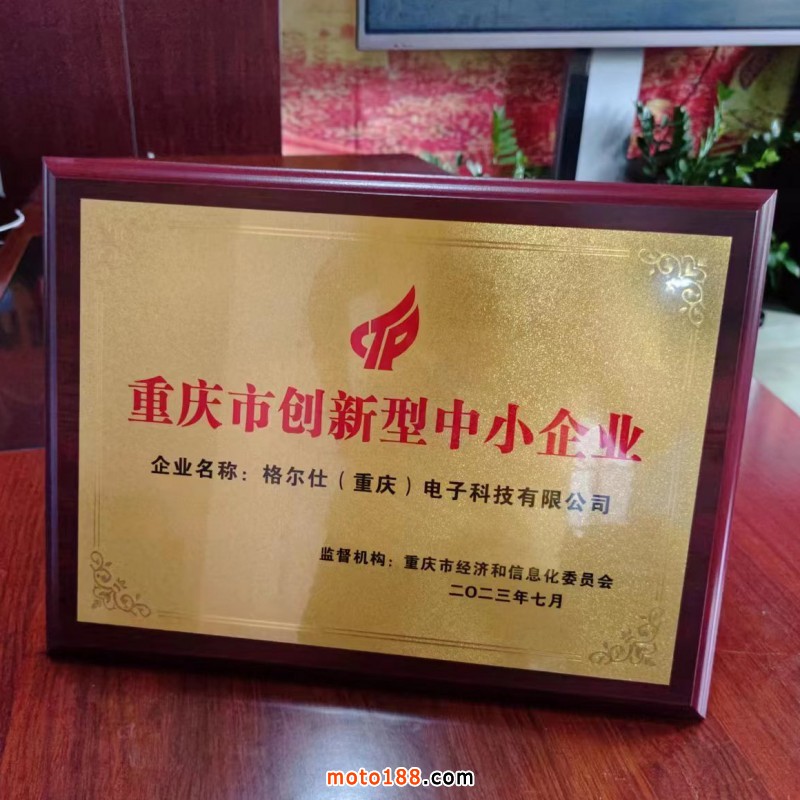 CTP
重庆市创新型中小企业
企业名称：格尔仕（重庆）电子科技有限公司
监督机构：重庆市经济和信息化委员会
二〇二三年七月
moto188.com